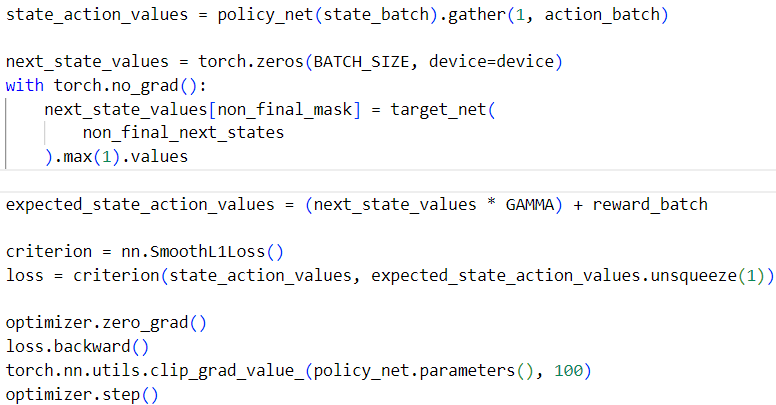 state_action_values = policy_net(state_batch).gather(1, action_batch)
next_state_values = torch.zeros(BATCH_SIZE, device=device)
with torch.no_grad():
    next_state_values[non_final_mask] = target_net(
        non_final_next_states
    ).max(1).values
expected_state_action_values = (next_state_values * GAMMA) + reward_batch
criterion = nn.SmoothL1Loss()
loss = criterion(state_action_values, expected_state_action_values.unsqueeze(1))
optimizer.zero_grad()
loss.backward()
torch.nn.utils.clip_grad_value_(policy_net.parameters(), 100)
optimizer.step()